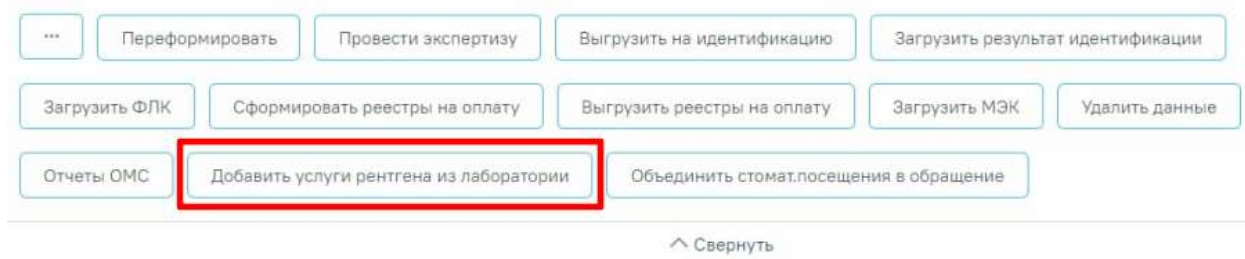 ... Переформировать Провести экспертизу Выгрузить на идентификацию Загрузить результат идентификации
Загрузить ФЛК Сформировать реестры на оплату Выгрузить реестры на оплату Загрузить МЭК Удалить данные
Отчеты ОМС Добавить услуги рентгена из лаборатории Объединить стомат.посещения в обращение
Свернуть